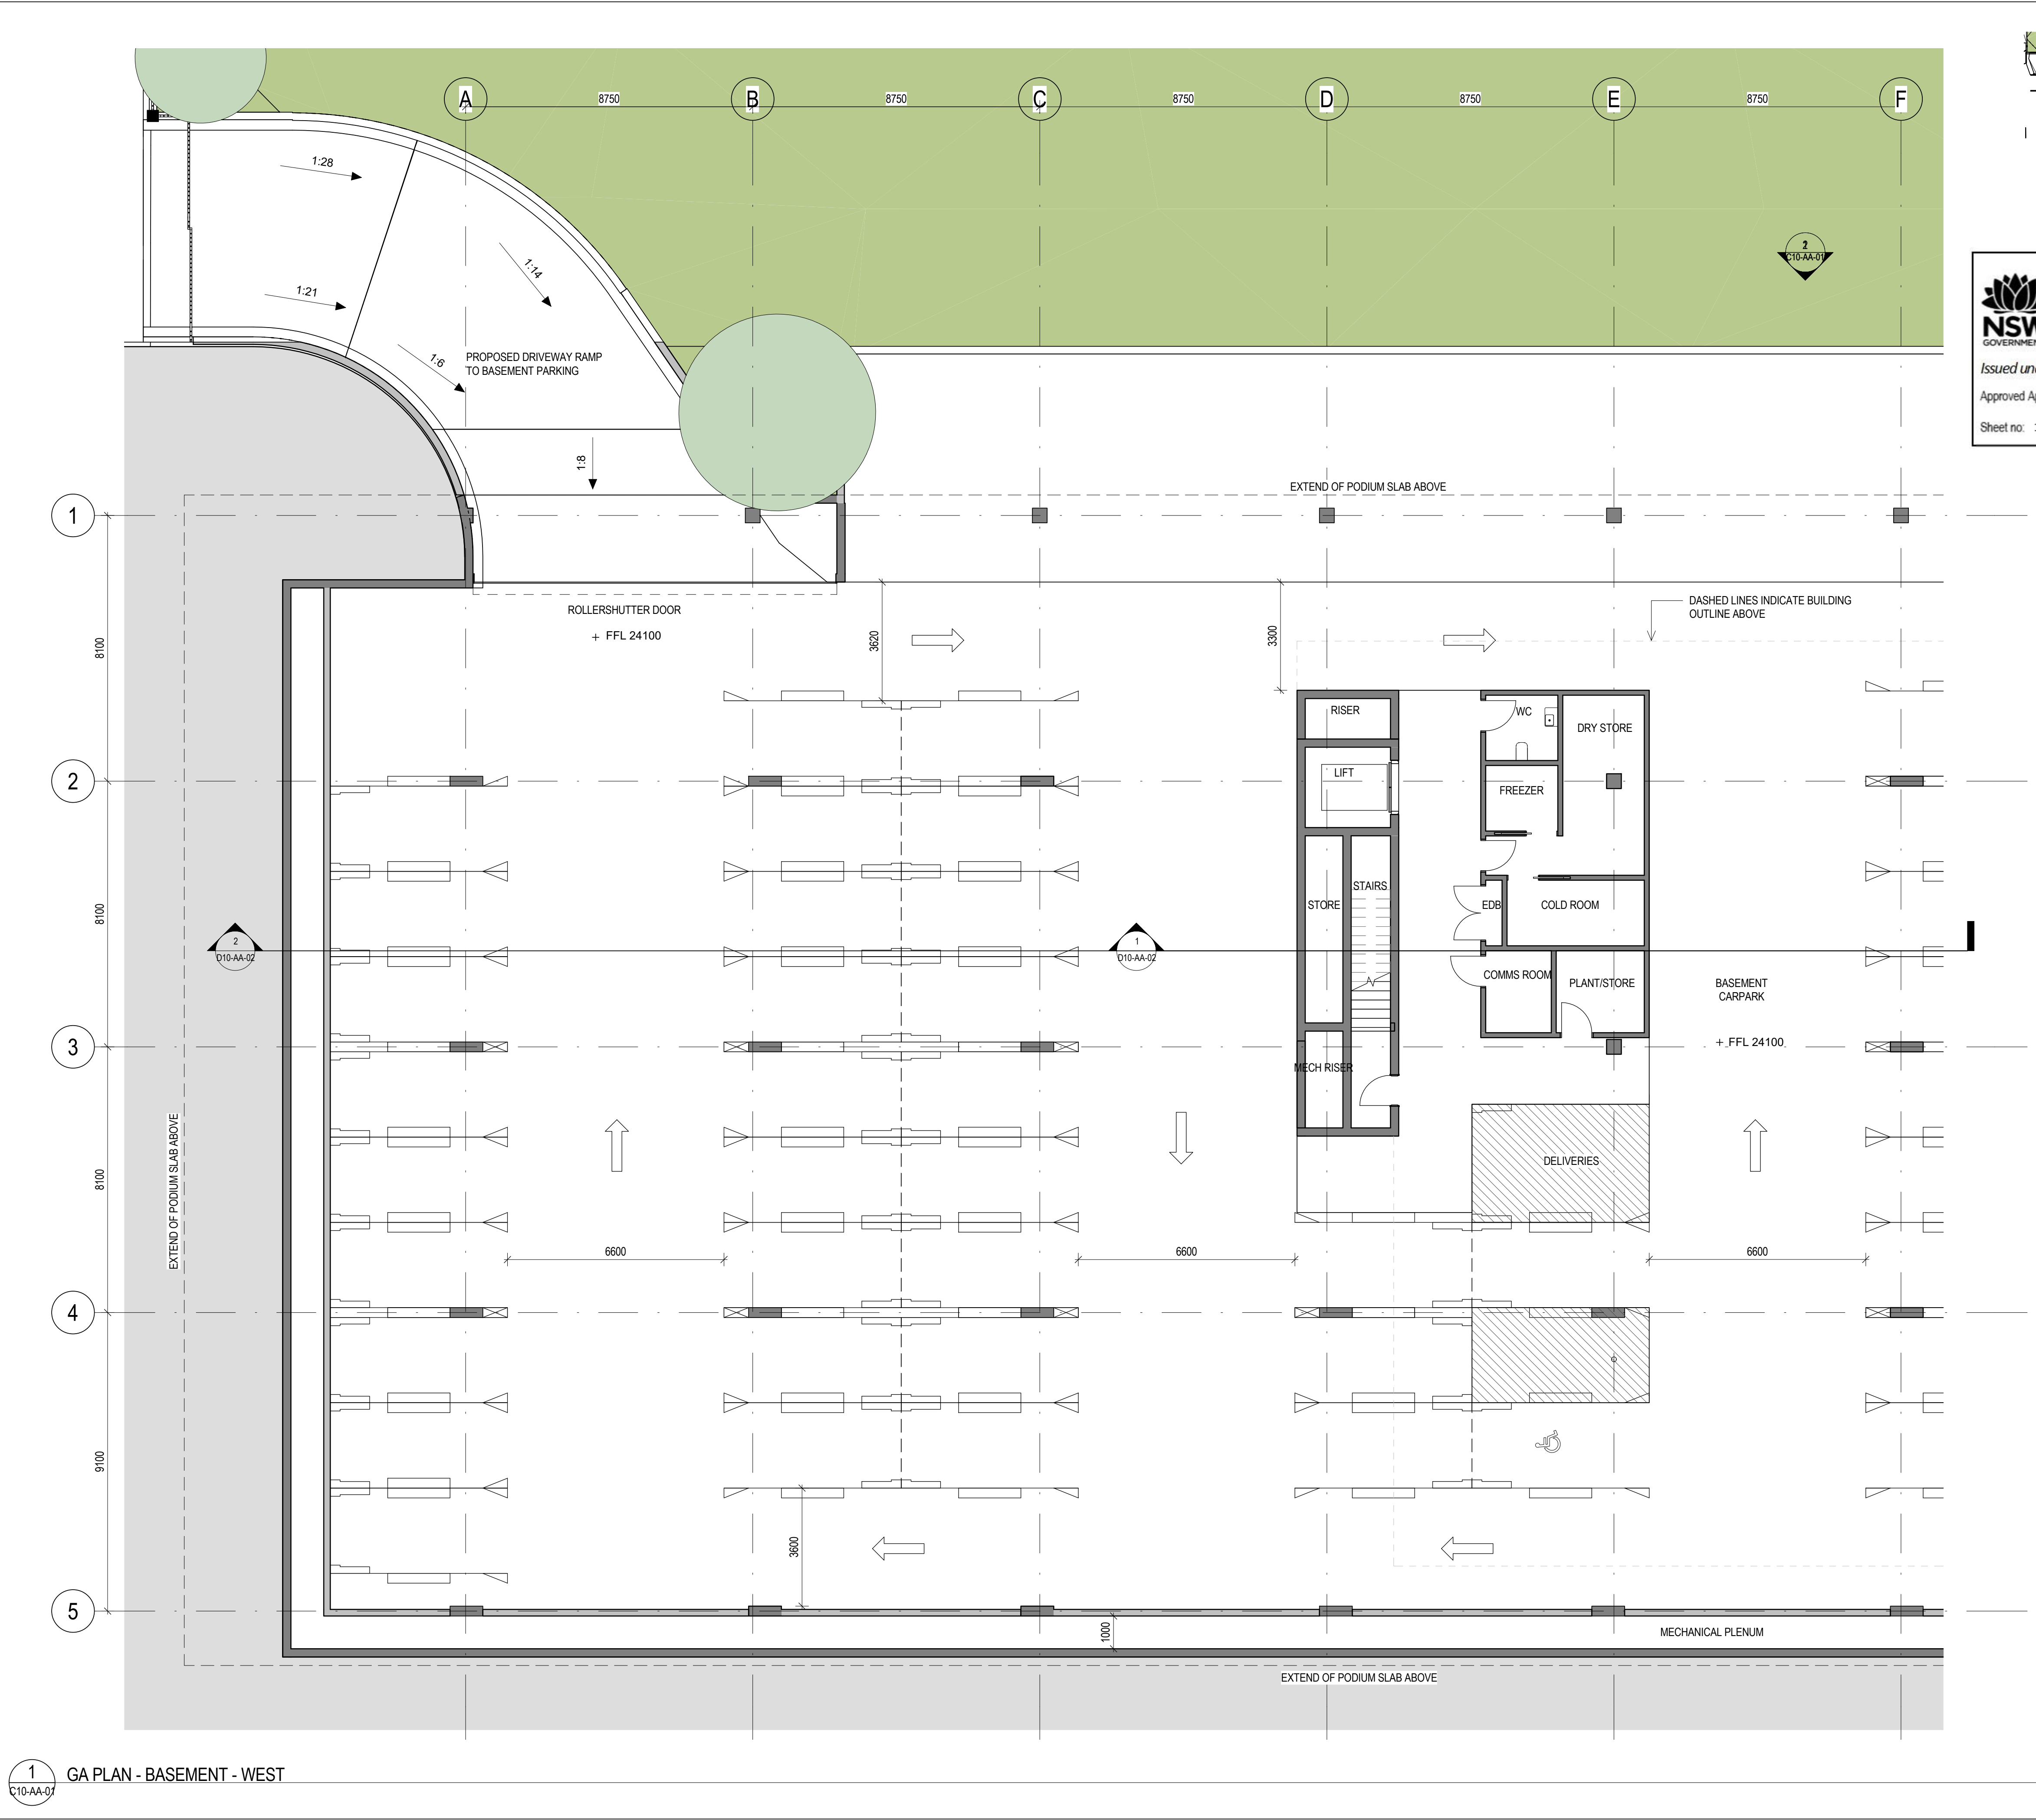 A
8750
B
8750
C
8750
D
8750
E
8750
F
1:28
1:14
1:21
1:6
PROPOSED DRIVEWAY RAMP
TO BASEMENT PARKING
1:8
2
C10-AA-01
NSW
GOVERNMEN
Issued un
Approved A
Sheet no:
EXTEND OF PODIUM SLAB ABOVE
1
ROLLERSHUTTER DOOR
+ FFL 24100
DASHED LINES INDICATE BUILDING
OUTLINE ABOVE
8100
3620
3300
RISER
WC
DRY STORE
2
LIFT
FREEZER
8100
STAIRS
STORE
EDB
COLD ROOM
2
D10-AA-02
1
D10-AA-02
COMMS ROOM
PLANT/STORE
BASEMENT
CARPARK
3
+ FFL 24100
MECH RISER
8100
EXTEND OF PODIUM SLAB ABOVE
DELIVERIES
6600
6600
6600
4
9100
3600
5
1000
MECHANICAL PLENUM
EXTEND OF PODIUM SLAB ABOVE
1
C10-AA-01
GA PLAN - BASEMENT - WEST